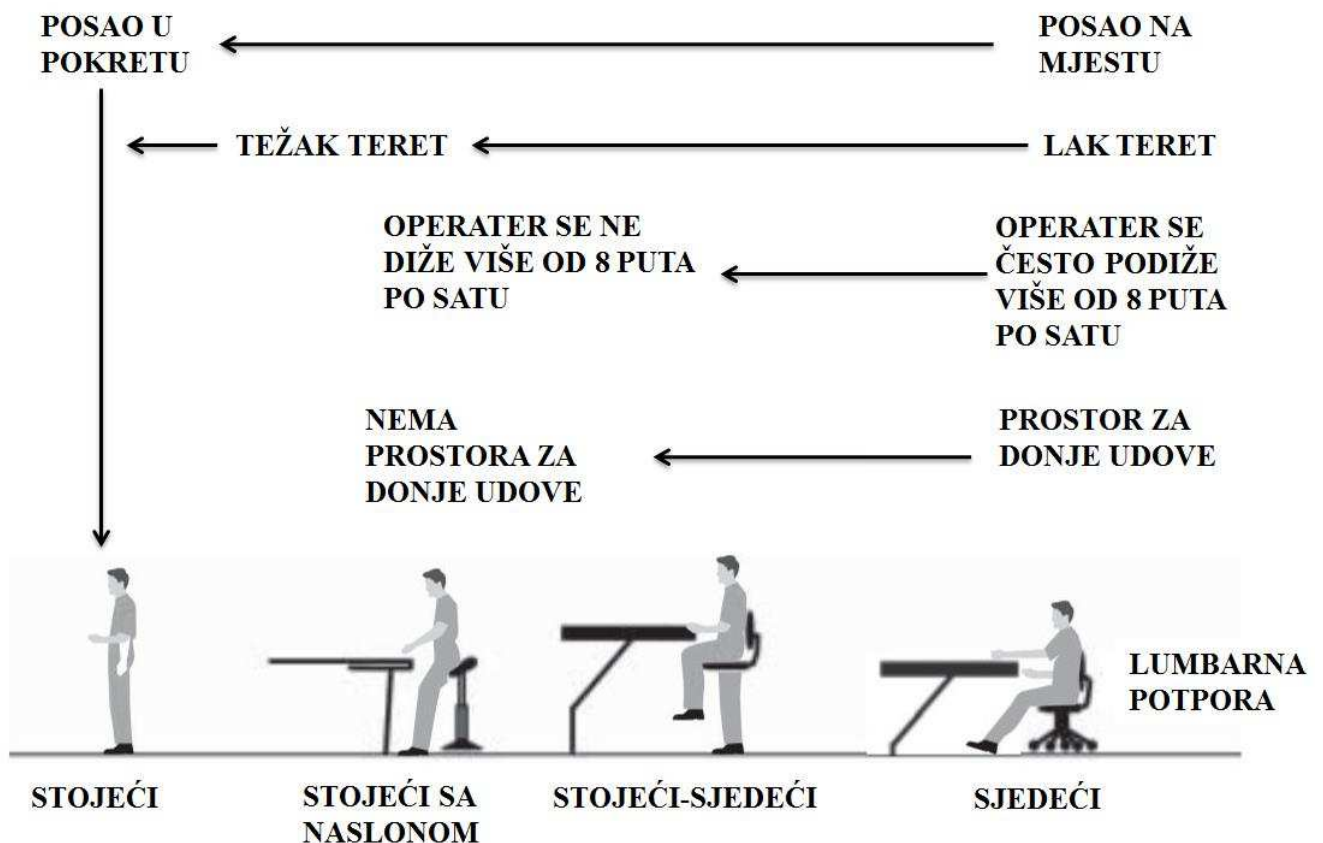 POSAO U
POKRETU
POSAO NA
MJESTU
TEŽAK TERET
LAK TERET
OPERATER SE NE
DIŽE VIŠE OD 8 PUTA
PO SATU
OPERATER SE
ČESTO PODIŽE
VIŠE OD 8 PUTA
PO SATU
NEMA
PROSTORA ZA
DONJE UDOVE
PROSTOR ZA
DONJE UDOVE
LUMBARNA
POTPORA
STOJEĆI
STOJEĆI SA
NASLONOM
STOJEĆI-SJEDEĆI
SJEDEĆI